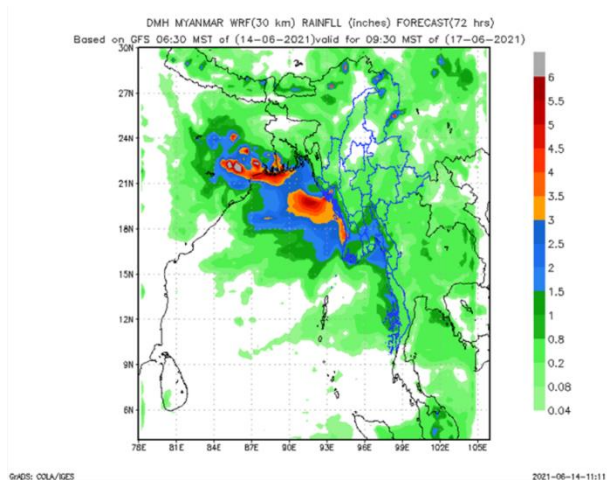 DMH MYANMAR WRF(30 km) RAINFLL (inches) FORECAST(72 hrs)
Based on GFS 06:30 MST of (14-06-2021)valid for 09:30 MST of (17-06-2021)
30N
27N
24N
21N
18N
15N
12N
9N
6N
78E 81E 84E 87E 90E 93E 96E 99E 102E 105E
6
5.5
5
4.5
4
3.5
3
2.5
2
1.5
1
0.8
0.2
0.08
0.04
GrADS: COLA/IGES
2021-06-14-11:11